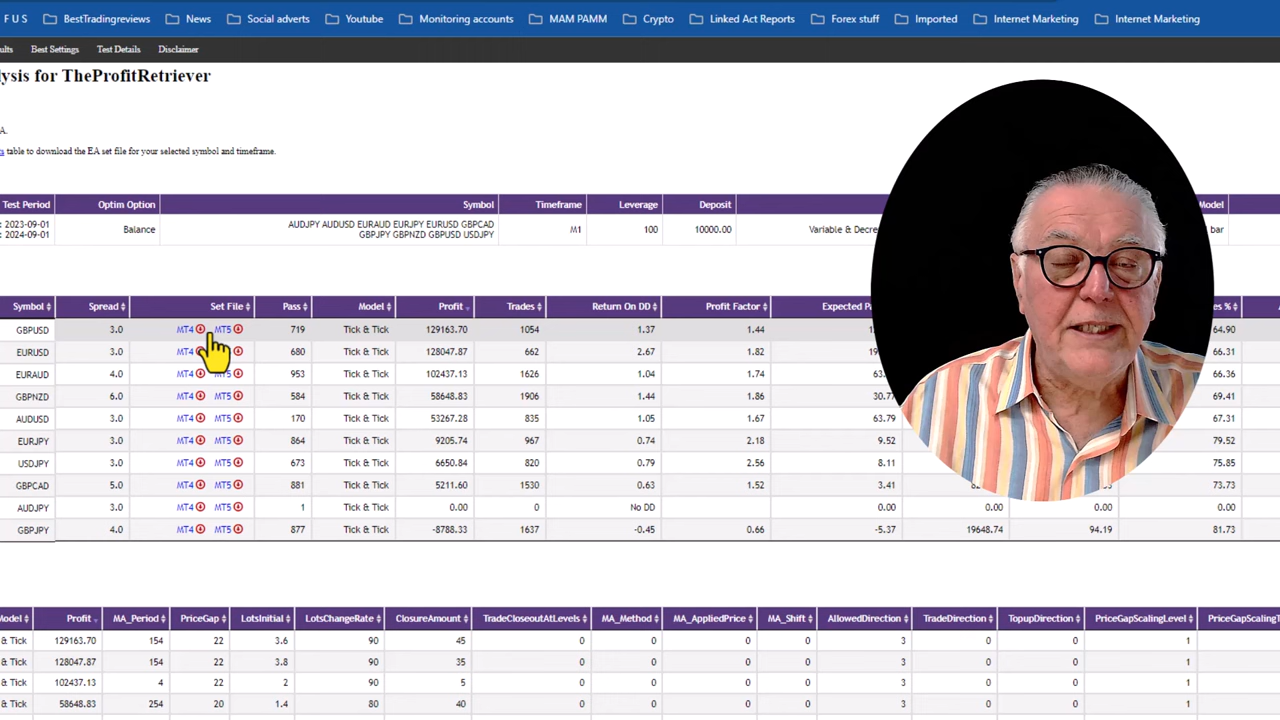 F U S BestTradingreviews News Social adverts Youtube Monitoring accounts MAM PAMM Crypto Linked Act Reports Forex stuff Imported Internet Marketing Internet Marketing
ults Best Settings Test Details Disclaimer
lysis for TheProfitRetriever
A.
s table to download the EA set file for your selected symbol and timeframe.
Test Period Optim Option Symbol Timeframe Leverage Deposit Model
: 2023-09-01 AUDJPY AUDUSD EURAUD EURJPY EURUSD GBPCAD
: 2024-09-01 Balance GBPJPY GBPNZD GBPUSD USDJPY M1 100 10000.00 Variable & Decre bar
Symbol Spread Set File Pass Model Profit Trades Return On DD Profit Factor Expected Pa es %
GBPUSD 3.0 MT4 MT5 719 Tick & Tick 129163.70 1054 1.37 1.44 64.90
EURUSD 3.0 MT4 680 Tick & Tick 128047.87 662 2.67 1.82 19 66.31
EURAUD 4.0 MT4 MT5 953 Tick & Tick 102437.13 1626 1.04 1.74 63. 66.36
GBPNZD 6.0 MT4 MT5 584 Tick & Tick 58648.83 1906 1.44 1.86 30.77 69.41
AUDUSD 3.0 MT4 MT5 170 Tick & Tick 53267.28 835 1.05 1.67 63.79 67.31
EURJPY 3.0 MT4 MT5 864 Tick & Tick 9205.74 967 0.74 2.18 9.52 79.52
USDJPY 3.0 MT4 MT5 673 Tick & Tick 6650.84 820 0.79 2.56 8.11 75.85
GBPCAD 5.0 MT4 MT5 881 Tick & Tick 5211.60 1530 0.63 1.52 3.41 73.73
AUDJPY 3.0 MT4 MT5 1 Tick & Tick 0.00 0 No DD 0.00 0.00 0.00 0.00
GBPJPY 4.0 MT4 MT5 877 Tick & Tick -8788.33 1637 -0.45 0.66 -5.37 19648.74 94.19 81.73
Model Profit MA_Period PriceGap LotsInitial LotsChangeRate ClosureAmount TradeCloseoutAtLevels MA_Method MA_AppliedPrice MA_Shift AllowedDirection TradeDirection TopupDirection PriceGapScalingLevel PriceGapScalingT
& Tick 129163.70 154 22 3.6 90 45 0 0 0 0 3 0 0 1
& Tick 128047.87 154 22 3.8 90 35 0 0 0 0 3 0 0 1
& Tick 102437.13 4 22 2 90 5 0 0 0 0 3 0 0 1
& Tick 58648.83 254 20 1.4 80 40 0 0 0 0 3 0 0 1